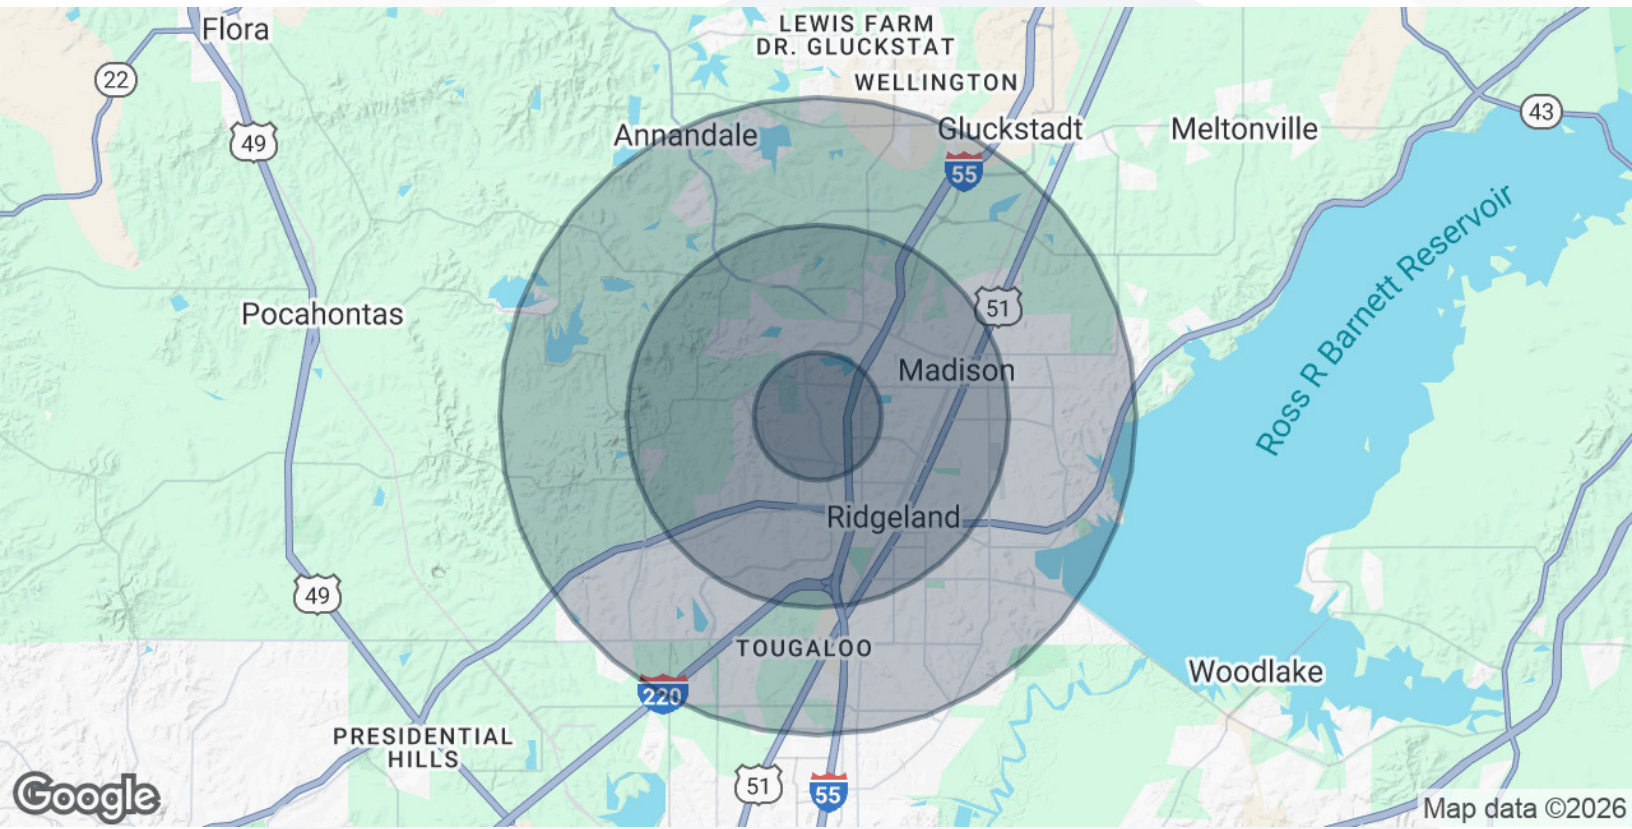 Flora
LEWIS FARM
DR. GLUCKSTAT
WELLINGTON
22
43
49
Annandale
Gluckstadt
Meltonville
55
Ross R Barnett Reservoir
Pocahontas
51
Madison
Ridgeland
49
TOUGALOO
Woodlake
220
PRESIDENTIAL
HILLS
51
55
Google
Map data ©2026